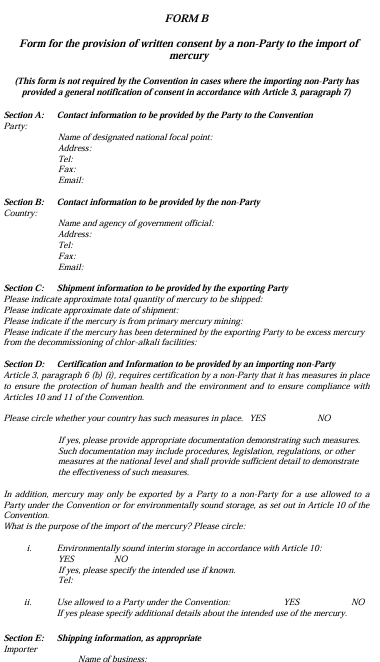 FORM B
Form for the provision of written consent by a non-Party to the import of
mercury
(This form is not required by the Convention in cases where the importing non-Party has
provided a general notification of consent in accordance with Article 3, paragraph 7)
Section A: Contact information to be provided by the Party to the Convention
Party:
Name of designated national focal point:
Address:
Tel:
Fax:
Email:
Section B: Contact information to be provided by the non-Party
Country:
Name and agency of government official:
Address:
Tel:
Fax:
Email:
Section C: Shipment information to be provided by the exporting Party
Please indicate approximate total quantity of mercury to be shipped:
Please indicate approximate date of shipment:
Please indicate if the mercury is from primary mercury mining:
Please indicate if the mercury has been determined by the exporting Party to be excess mercury
from the decommissioning of chlor-alkali facilities:
Section D: Certification and Information to be provided by an importing non-Party
Article 3, paragraph 6 (b) (i), requires certification by a non-Party that it has measures in place
to ensure the protection of human health and the environment and to ensure compliance with
Articles 10 and 11 of the Convention.
Please circle whether your country has such measures in place. YES NO
If yes, please provide appropriate documentation demonstrating such measures.
Such documentation may include procedures, legislation, regulations, or other
measures at the national level and shall provide sufficient detail to demonstrate
the effectiveness of such measures.
In addition, mercury may only be exported by a Party to a non-Party for a use allowed to a
Party under the Convention or for environmentally sound storage, as set out in Article 10 of the
Convention.
What is the purpose of the import of the mercury? Please circle:
i. Environmentally sound interim storage in accordance with Article 10:
YES NO
If yes, please specify the intended use if known.
Tel:
ii. Use allowed to a Party under the Convention: YES NO
If yes please specify additional details about the intended use of the mercury.
Section E: Shipping information, as appropriate
Importer
Name of business: